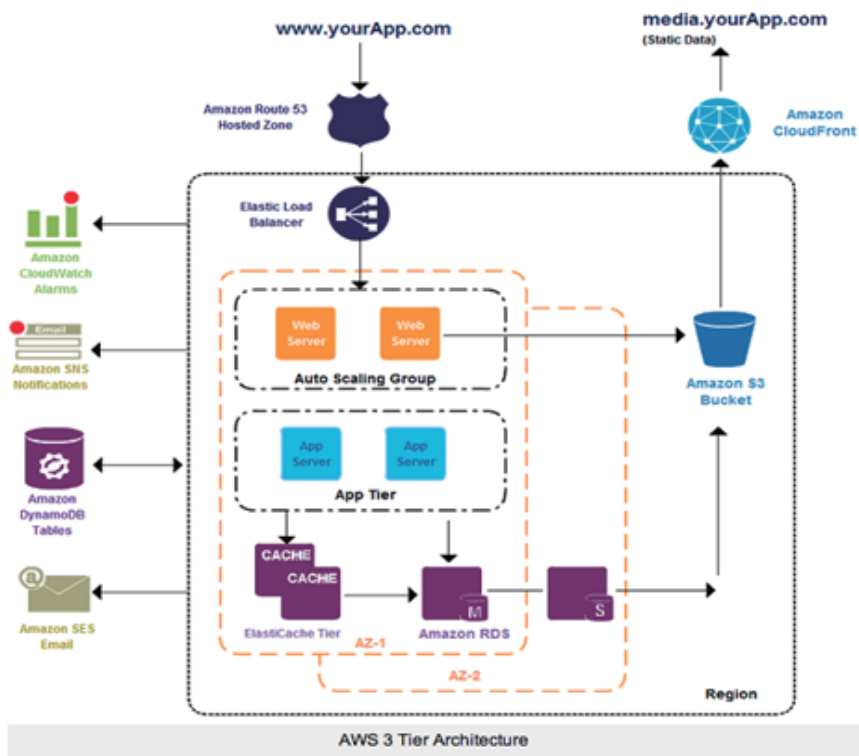 www.yourApp.com
media.yourApp.com
(Static Data)
Amazon Route 53
Hosted Zone
Amazon
CloudFront
Elastic Load
Balancer
Amazon
CloudWatch
Alarms
Web
Server
Web
Server
Auto Scaling Group
Email
Amazon SNS
Notifications
Amazon S3
Bucket
App
Server
App
Server
App Tier
Amazon
DynamoDB
Tables
CACHE
CACHE
ElastiCache Tier
M
Amazon RDS
S
@
Amazon SES
Email
AZ-1
AZ-2
Region
AWS 3 Tier Architecture